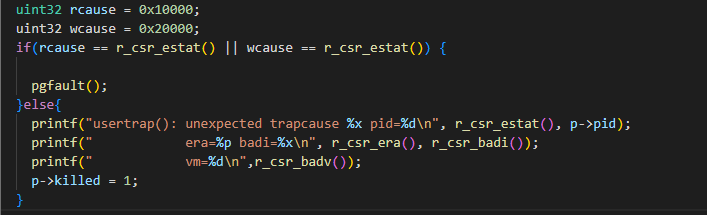 uint32 rcause = 0x10000;
uint32 wcause = 0x20000;
if(rcause == r_csr_estat() || wcause == r_csr_estat()) {
pgfault();
}else{
printf("usertrap(): unexpected trapcause %x pid=%d\n", r_csr_estat(), p->pid);
printf("            era=%p badi=%x\n", r_csr_era(), r_csr_badi());
printf("            vm=%d\n",r_csr_badv());
p->killed = 1;
}